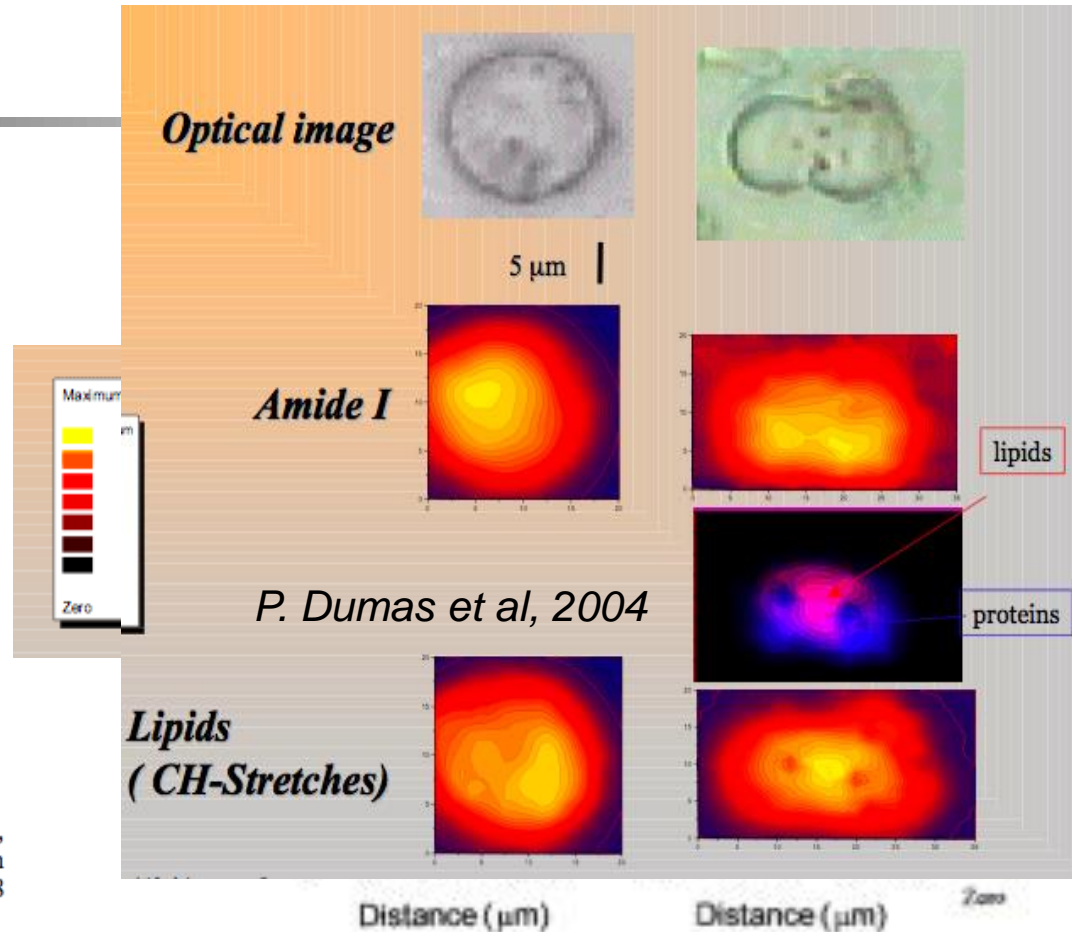 Optical image
5 μm
Maximum
Amide I
lipids
P. Dumas et al, 2004
proteins
Zero
Lipids
( CH-Stretches)
Distance (μm)
Distance (μm)
Zero